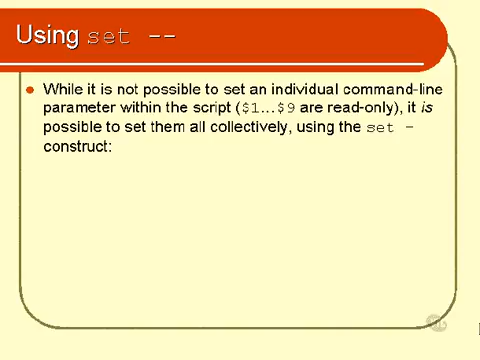 Using set --
While it is not possible to set an individual command-line
parameter within the script ($1...$9 are read-only), it is
possible to set them all collectively, using the set –
construct: